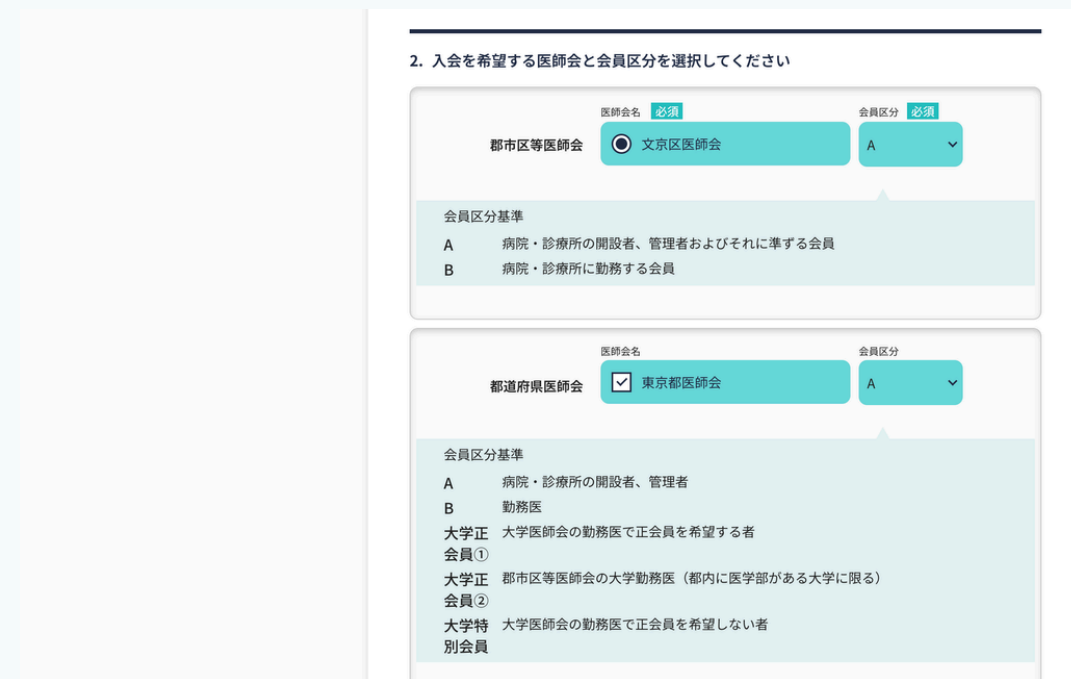 2. 入会を希望する医師会と会員区分を選択してください
医師会名 必須 会員区分 必須
郡市区等医師会 文京区医師会 A
会員区分基準
A 病院・診療所の開設者、管理者およびそれに準ずる会員
B 病院・診療所に勤務する会員
医師会名 会員区分
都道府県医師会 東京都医師会 A
会員区分基準
A 病院・診療所の開設者、管理者
B 勤務医
大学正 大学医師会の勤務医で正会員を希望する者
会員①
大学正 郡市区等医師会の大学勤務医（都内に医学部がある大学に限る）
会員②
大学特 大学医師会の勤務医で正会員を希望しない者
別会員